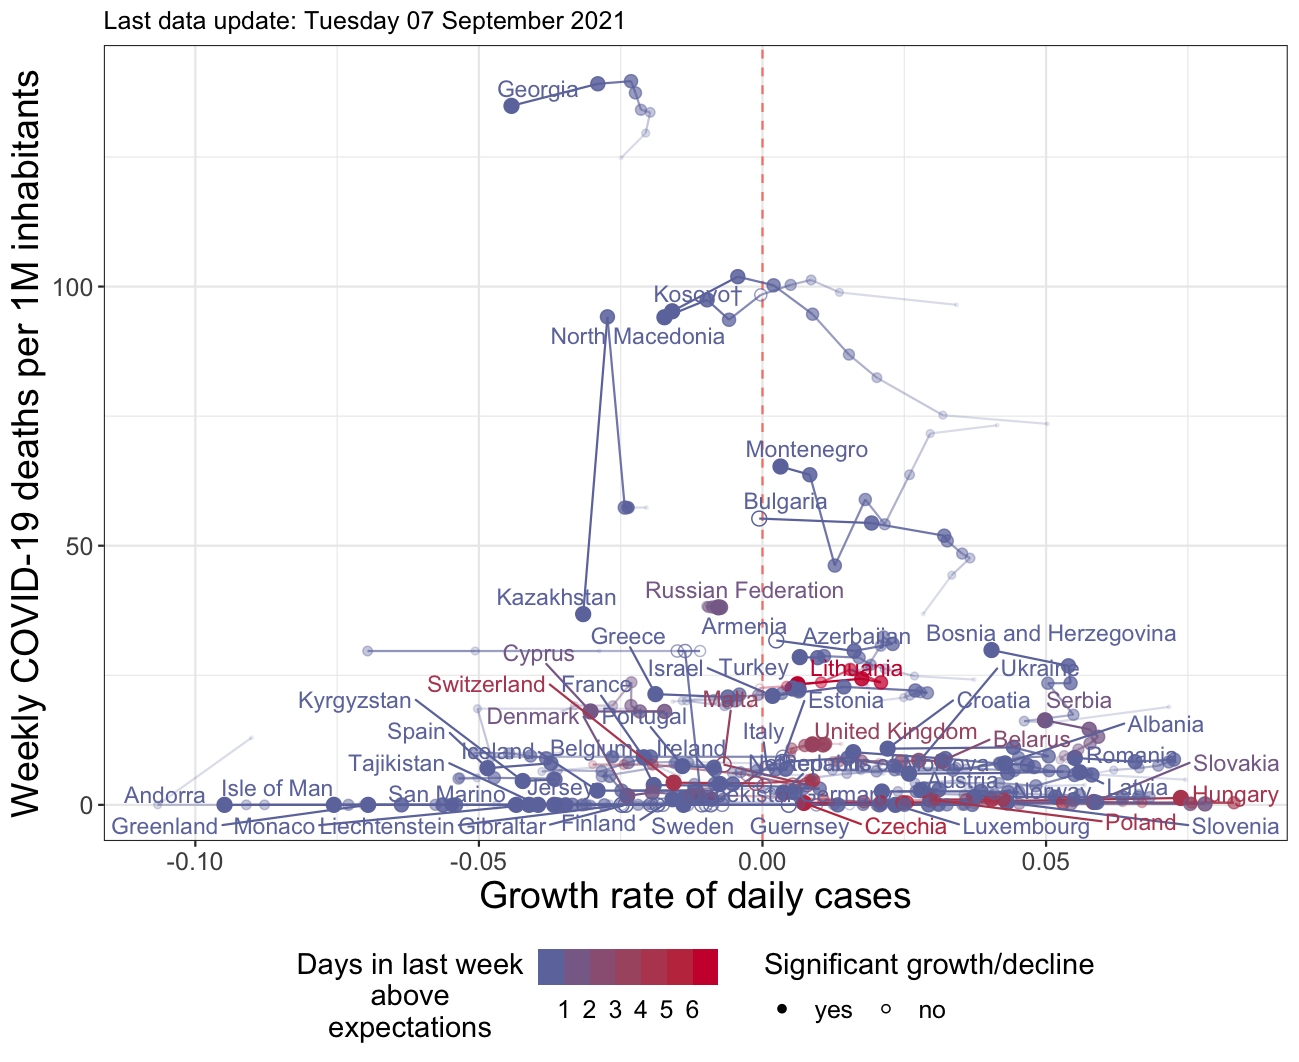 Last data update: Tuesday 07 September 2021
Weekly COVID-19 deaths per 1M inhabitants
Georgia
100
Kosovo†
North Macedonia
Montenegro
Bulgaria
50
Kazakhstan
Russian Federation
Armenia
Greece
Azerbaijan
Bosnia and Herzegovina
Cyprus
Israel
Turkey
Lithuania
Ukraine
Switzerland
France
Kyrgyzstan
Malta
Estonia
Croatia
Serbia
Denmark
Portugal
Spain
Italy
United Kingdom
Albania
Iceland
Belgium
Ireland
Belarus
Romania
Tajikistan
Netherlands
Slovakia
Austria
Andorra
Isle of Man
San Marino
Jersey
Uzbekistan
Germany
Norway
Latvia
Hungary
0
Greenland
Monaco
Liechtenstein
Gibraltar
Finland
Sweden
Guernsey
Czechia
Luxembourg
Poland
Slovenia
-0.10
-0.05
0.00
0.05
Growth rate of daily cases
Days in last week
above
expectations
1 2 3 4 5 6
Significant growth/decline
yes
no